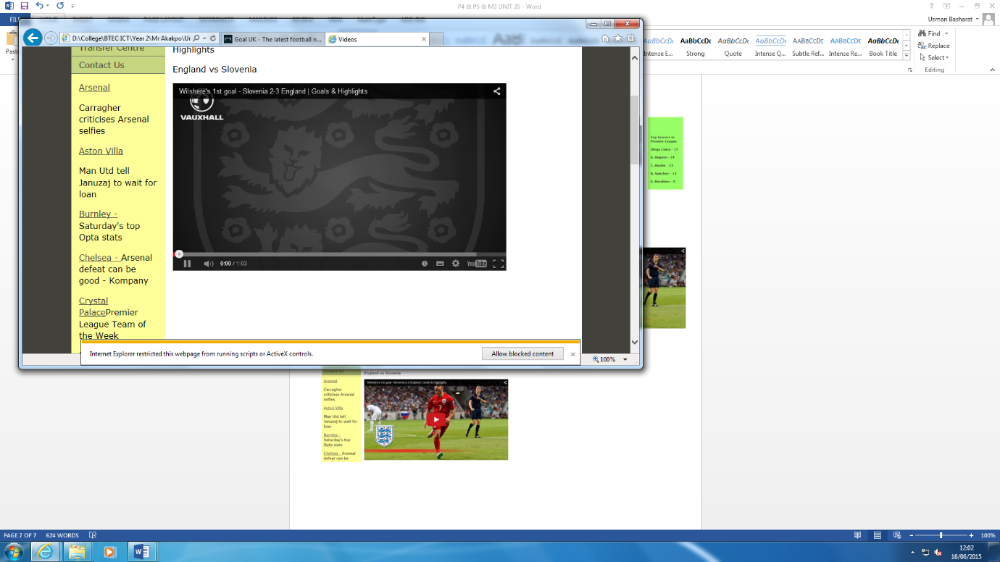 P4 & P5 & M3 UNIT 20 - Word
Usman Basharat
FILE
Paste
Intense E...
Strong
Quote
Intense Q...
Subtle Ref...
Intense Re...
Book Title
Find
Replace
Select
Editing
D:\College\BTEC ICT\Year 2\Mr Akakpo\Un
Goal UK - The latest football n...
Videos
Transfer Centre
Contact Us
Arsenal
Carragher
criticises Arsenal
selfies
Aston Villa
Man Utd tell
Januzaj to wait for
loan
Burnley -
Saturday's top
Opta stats
Chelsea - Arsenal
defeat can be
good - Kompany
Crystal
PalacePremier
League Team of
the Week
Highlights
England vs Slovenia
Wilshere's 1st goal - Slovenia 2-3 England | Goals & Highlights
VAUXHALL
0:00 / 1:03
YouTube
Internet Explorer restricted this webpage from running scripts or ActiveX controls.
Allow blocked content
100%
Top Scorers in
Premier League
Diego Costa - 17
S. Aguero - 14
C. Austin - 13
A. Sanchez - 12
S. Berahino - 9
Contact Us
Arsenal
Carragher
criticises Arsenal
selfies
Aston Villa
Man Utd tell
Januzaj to wait for
loan
Burnley -
Saturday's top
Opta stats
Chelsea - Arsenal
defeat can be
England vs Slovenia
Wilshere's 1st goal - Slovenia 2-3 England | Goals & Highlights
7
PAGE 7 OF 7
624 WORDS
100%
12:02
16/06/2015